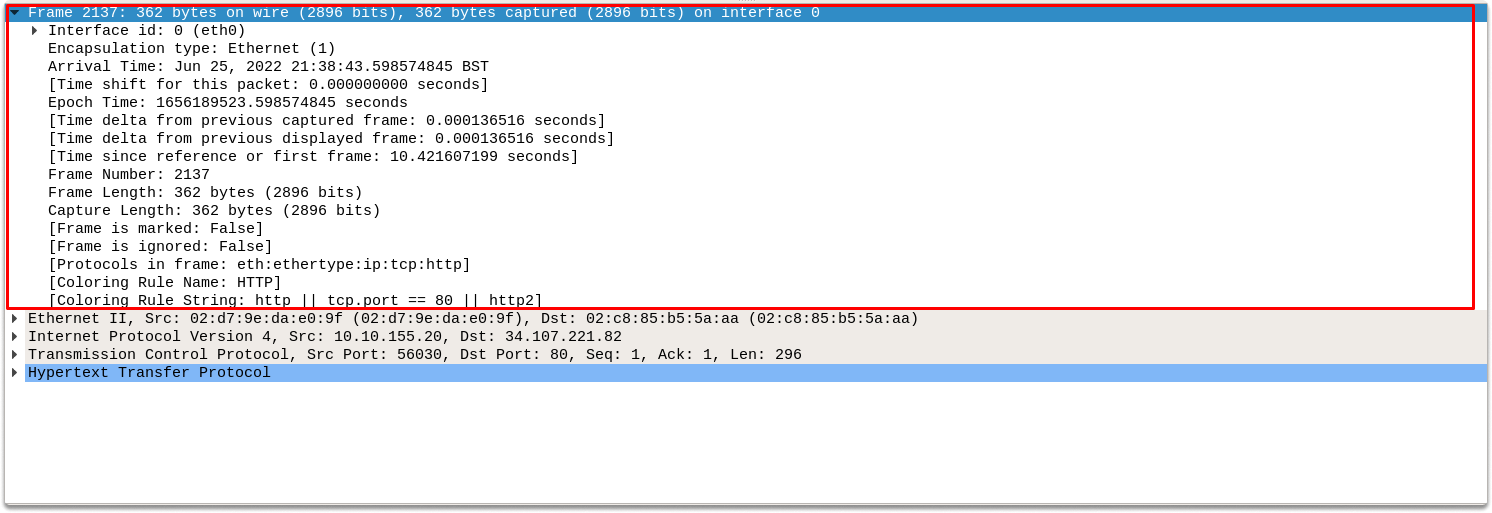 Frame 2137: 362 bytes on wire (2896 bits), 362 bytes captured (2896 bits) on interface 0
Interface id: 0 (eth0)
Encapsulation type: Ethernet (1)
Arrival Time: Jun 25, 2022 21:38:43.598574845 BST
[Time shift for this packet: 0.000000000 seconds]
Epoch Time: 1656189523.598574845 seconds
[Time delta from previous captured frame: 0.000136516 seconds]
[Time delta from previous displayed frame: 0.000136516 seconds]
[Time since reference or first frame: 10.421607199 seconds]
Frame Number: 2137
Frame Length: 362 bytes (2896 bits)
Capture Length: 362 bytes (2896 bits)
[Frame is marked: False]
[Frame is ignored: False]
[Protocols in frame: eth:ethertype:ip:tcp:http]
[Coloring Rule Name: HTTP]
[Coloring Rule String: http || tcp.port == 80 || http2]
Ethernet II, Src: 02:d7:9e:da:e0:9f (02:d7:9e:da:e0:9f), Dst: 02:c8:85:b5:5a:aa (02:c8:85:b5:5a:aa)
Internet Protocol Version 4, Src: 10.10.155.20, Dst: 34.107.221.82
Transmission Control Protocol, Src Port: 56030, Dst Port: 80, Seq: 1, Ack: 1, Len: 296
Hypertext Transfer Protocol